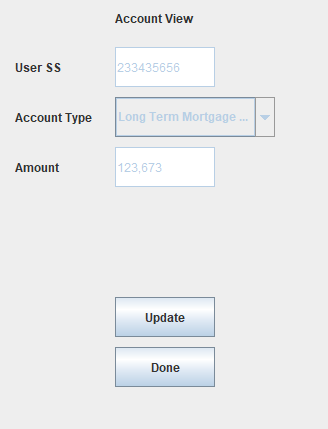 Account View
User SS 233435656
Account Type Long Term Mortgage ...
Amount 123,673
Update
Done